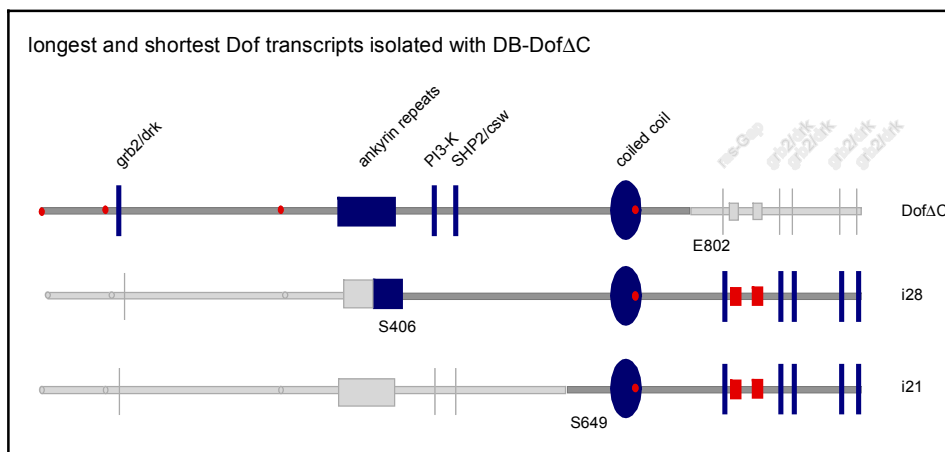 longest and shortest Dof transcripts isolated with DB-DofΔC
grb2/drk
ankyrin repeats
PI3-K
SHP2/csw
coiled coil
ras-Gap
grb2/drk
grb2/drk
grb2/drk
grb2/drk
DofΔC
E802
i28
S406
i21
S649